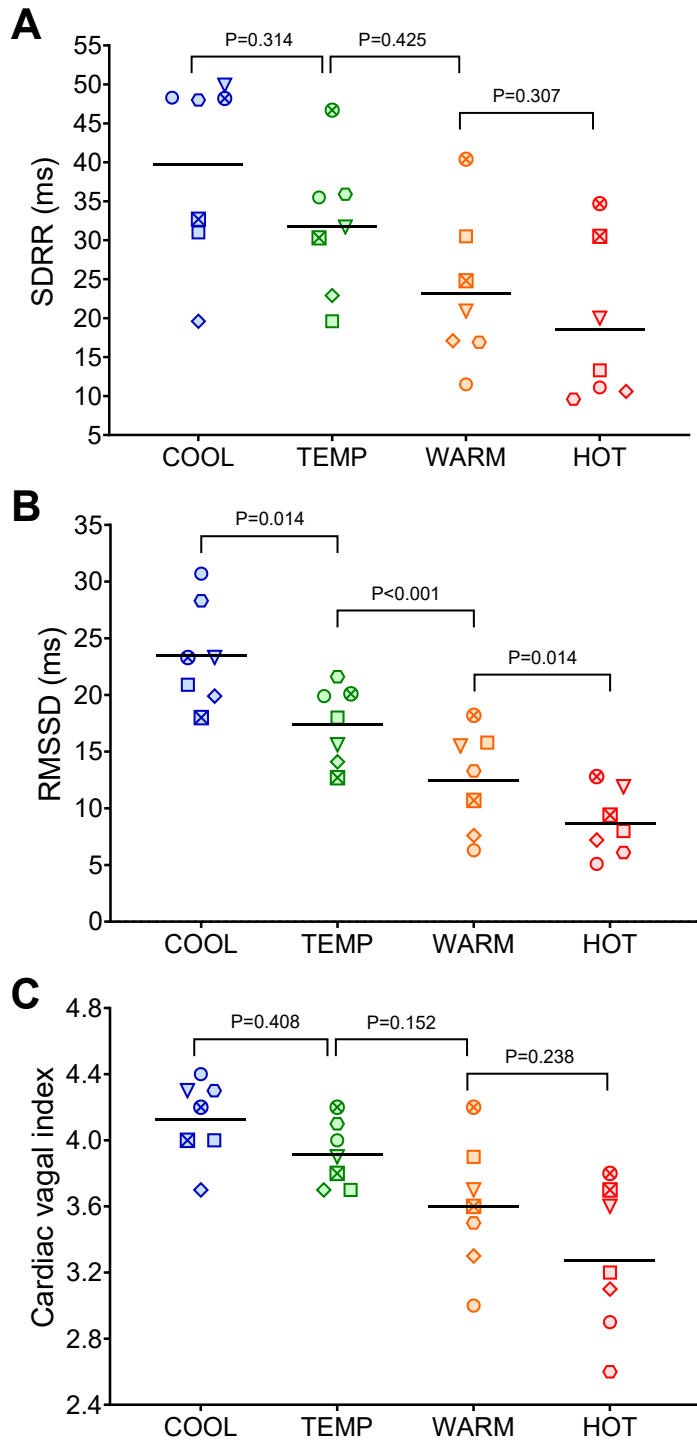 A
P=0.314
P=0.425
P=0.307
SDRR (ms)
55
50
45
40
35
30
25
20
15
10
5
COOL TEMP WARM HOT
B
P=0.014
P<0.001
P=0.014
RMSSD (ms)
35
30
25
20
15
10
5
0
COOL TEMP WARM HOT
C
P=0.408
P=0.152
P=0.238
Cardiac vagal index
4.8
4.4
4.0
3.6
3.2
2.8
2.4
COOL TEMP WARM HOT